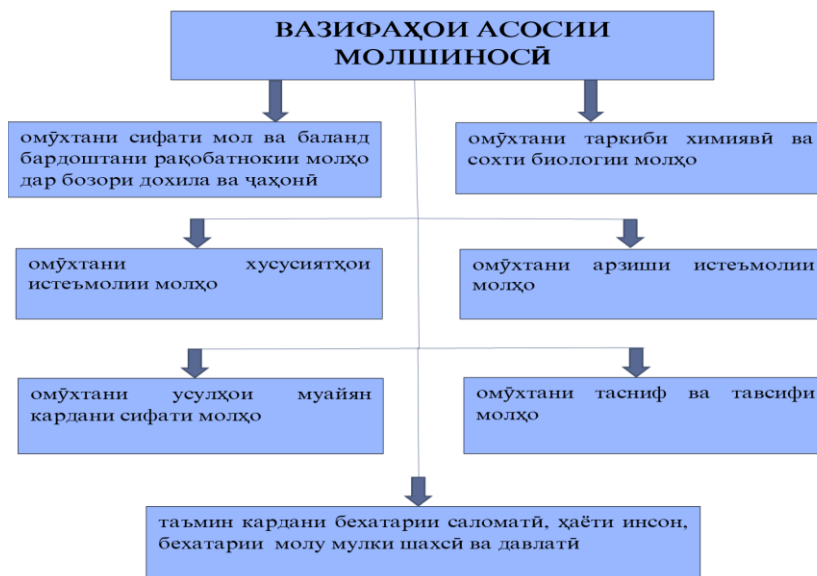 ВАЗИФАҲОИ АСОСИИ
МОЛШИНОСӢ
омӯхтани сифати мол ва баланд
бардоштани рақобатнокии молҳо
дар бозори дохила ва ҷаҳонӣ
омӯхтани таркиби химиявӣ ва
сохти биологии молҳо
омӯхтани хусусиятҳои
истеъмолии молҳо
омӯхтани арзиши истеъмолии
молҳо
омӯхтани усулҳои муайян
кардани сифати молҳо
омӯхтани тасниф ва тавсифи
молҳо
таъмин кардани бехатарии саломатӣ, ҳаёти инсон,
бехатарии молу мулки шахсӣ ва давлатӣ